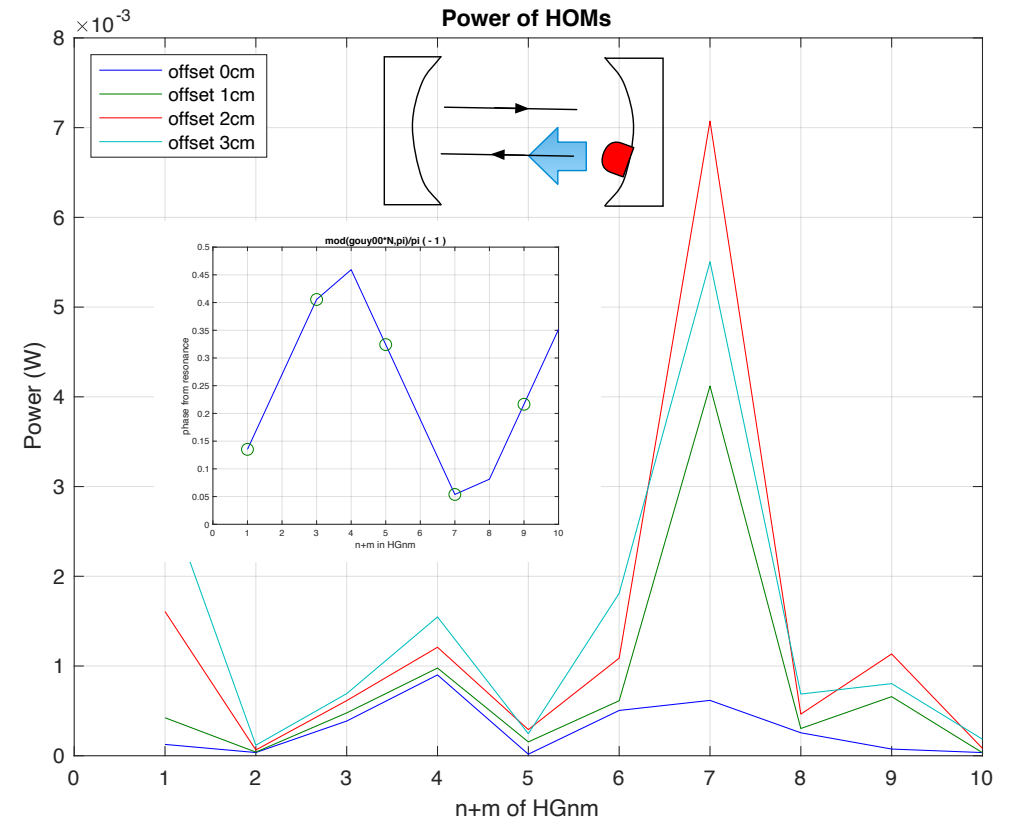 Power of HOMs
×10⁻³
8
7
6
5
4
3
2
1
0
Power (W)
offset 0cm
offset 1cm
offset 2cm
offset 3cm
mod(gouy00*N,pi)/pi ( - 1 )
0.5
0.45
0.4
0.35
0.3
0.25
0.2
0.15
0.1
0.05
0
phase from resonance
0 1 2 3 4 5 6 7 8 9 10
n+m in HGnm
0 1 2 3 4 5 6 7 8 9 10
n+m of HGnm